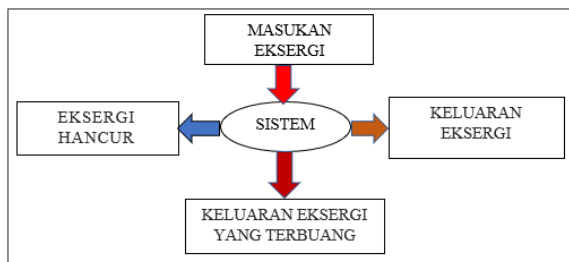 MASUKAN
EKSERGI
EKSERGI
HANCUR
SISTEM
KELUARAN
EKSERGI
KELUARAN EKSERGI
YANG TERBUANG